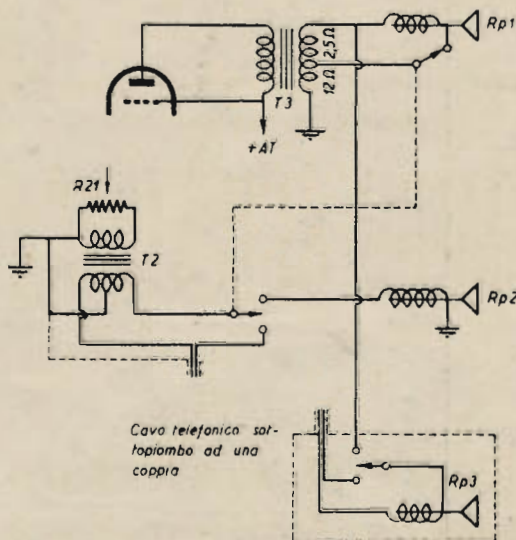 Rp1
2,5Ω
12Ω
T3
+AT
R21
T2
Rp2
Cavo telefonico sot-
topiombo ad una
coppia
Rp3